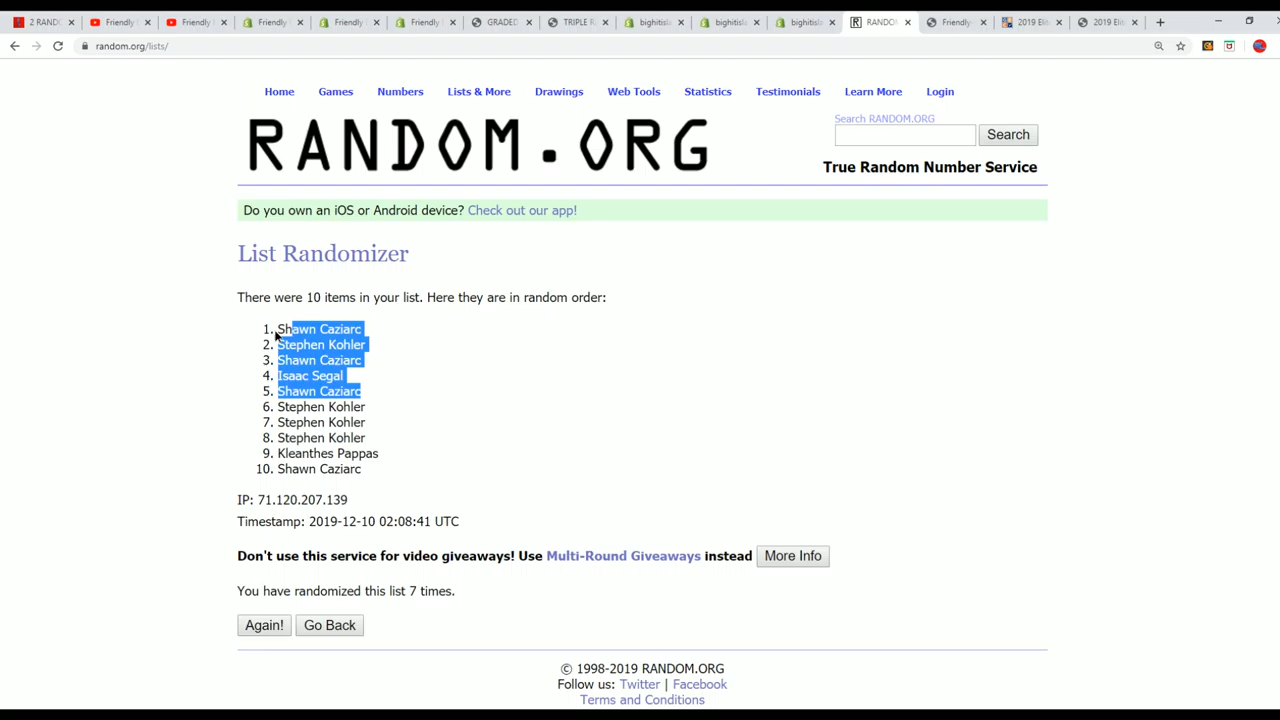 2 RANDO
Friendly
Friendly
Friendly
Friendly
Friendly
GRADED
TRIPLE R
bighitisla
bighitisla
bighitisla
RANDO
Friendly
2019 Elit
2019 Elit
random.org/lists/
Home Games Numbers Lists & More Drawings Web Tools Statistics Testimonials Learn More Login
RANDOM.ORG
Search RANDOM.ORG
Search
True Random Number Service
Do you own an iOS or Android device? Check out our app!
List Randomizer
There were 10 items in your list. Here they are in random order:
1. Shawn Caziarc
2. Stephen Kohler
3. Shawn Caziarc
4. Isaac Segal
5. Shawn Caziarc
6. Stephen Kohler
7. Stephen Kohler
8. Stephen Kohler
9. Kleanthes Pappas
10. Shawn Caziarc
IP: 71.120.207.139
Timestamp: 2019-12-10 02:08:41 UTC
Don't use this service for video giveaways! Use Multi-Round Giveaways instead More Info
You have randomized this list 7 times.
Again! Go Back
© 1998-2019 RANDOM.ORG
Follow us: Twitter | Facebook
Terms and Conditions